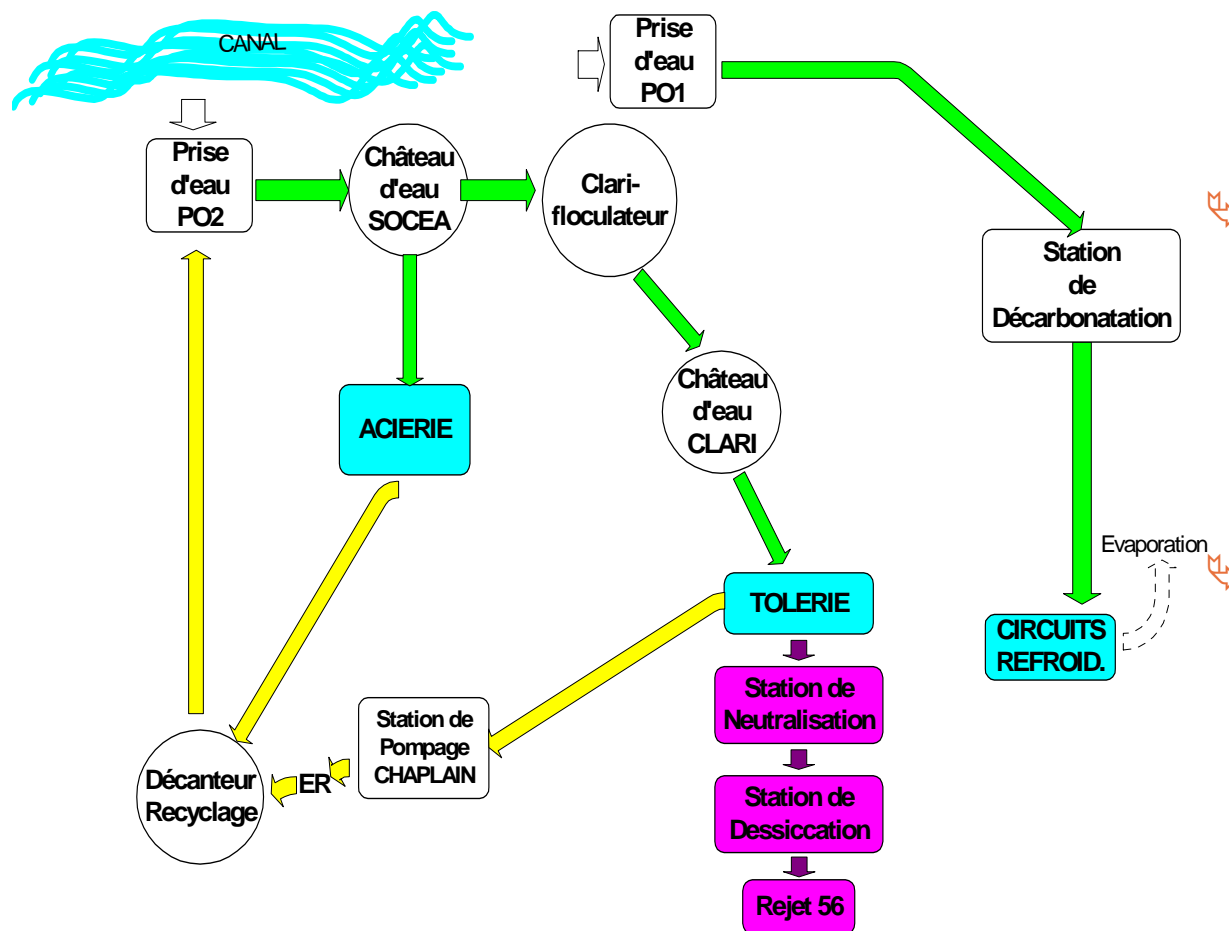 CANAL
Prise
d'eau
PO1
Prise
d'eau
PO2
Château
d'eau
SOCEA
Clari-
floculateur
Station
de
Décarbonatation
Château
d'eau
CLARI
ACIERIE
Evaporation
TOLERIE
CIRCUITS
REFROID.
Station de
Neutralisation
Station de
Pompage
CHAPLAIN
ER
Décanteur
Recyclage
Station de
Dessiccation
Rejet 56